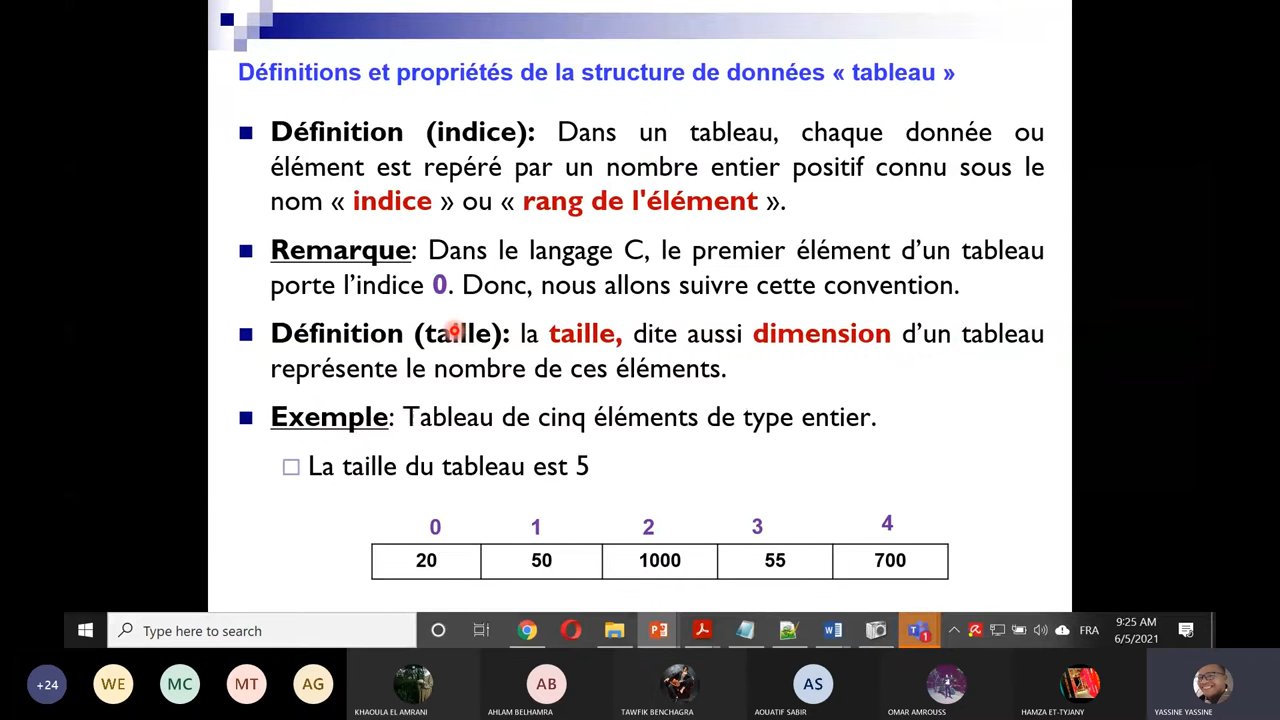 Définitions et propriétés de la structure de données « tableau »
Définition (indice): Dans un tableau, chaque donnée ou
élément est repéré par un nombre entier positif connu sous le
nom « indice » ou « rang de l'élément ».
Remarque: Dans le langage C, le premier élément d’un tableau
porte l’indice 0. Donc, nous allons suivre cette convention.
Définition (taille): la taille, dite aussi dimension d’un tableau
représente le nombre de ces éléments.
Exemple: Tableau de cinq éléments de type entier.
La taille du tableau est 5
0 1 2 3 4
20 50 1000 55 700
Type here to search
1
FRA
9:25 AM
6/5/2021
+24 WE MC MT AG AB AS
KHAOULA EL AMRANI AHLAM BELHAMRA TAWFIK BENCHAGRA AOUATIF SABIR OMAR AMROUSS HAMZA ET-TYJANY YASSINE YASSINE